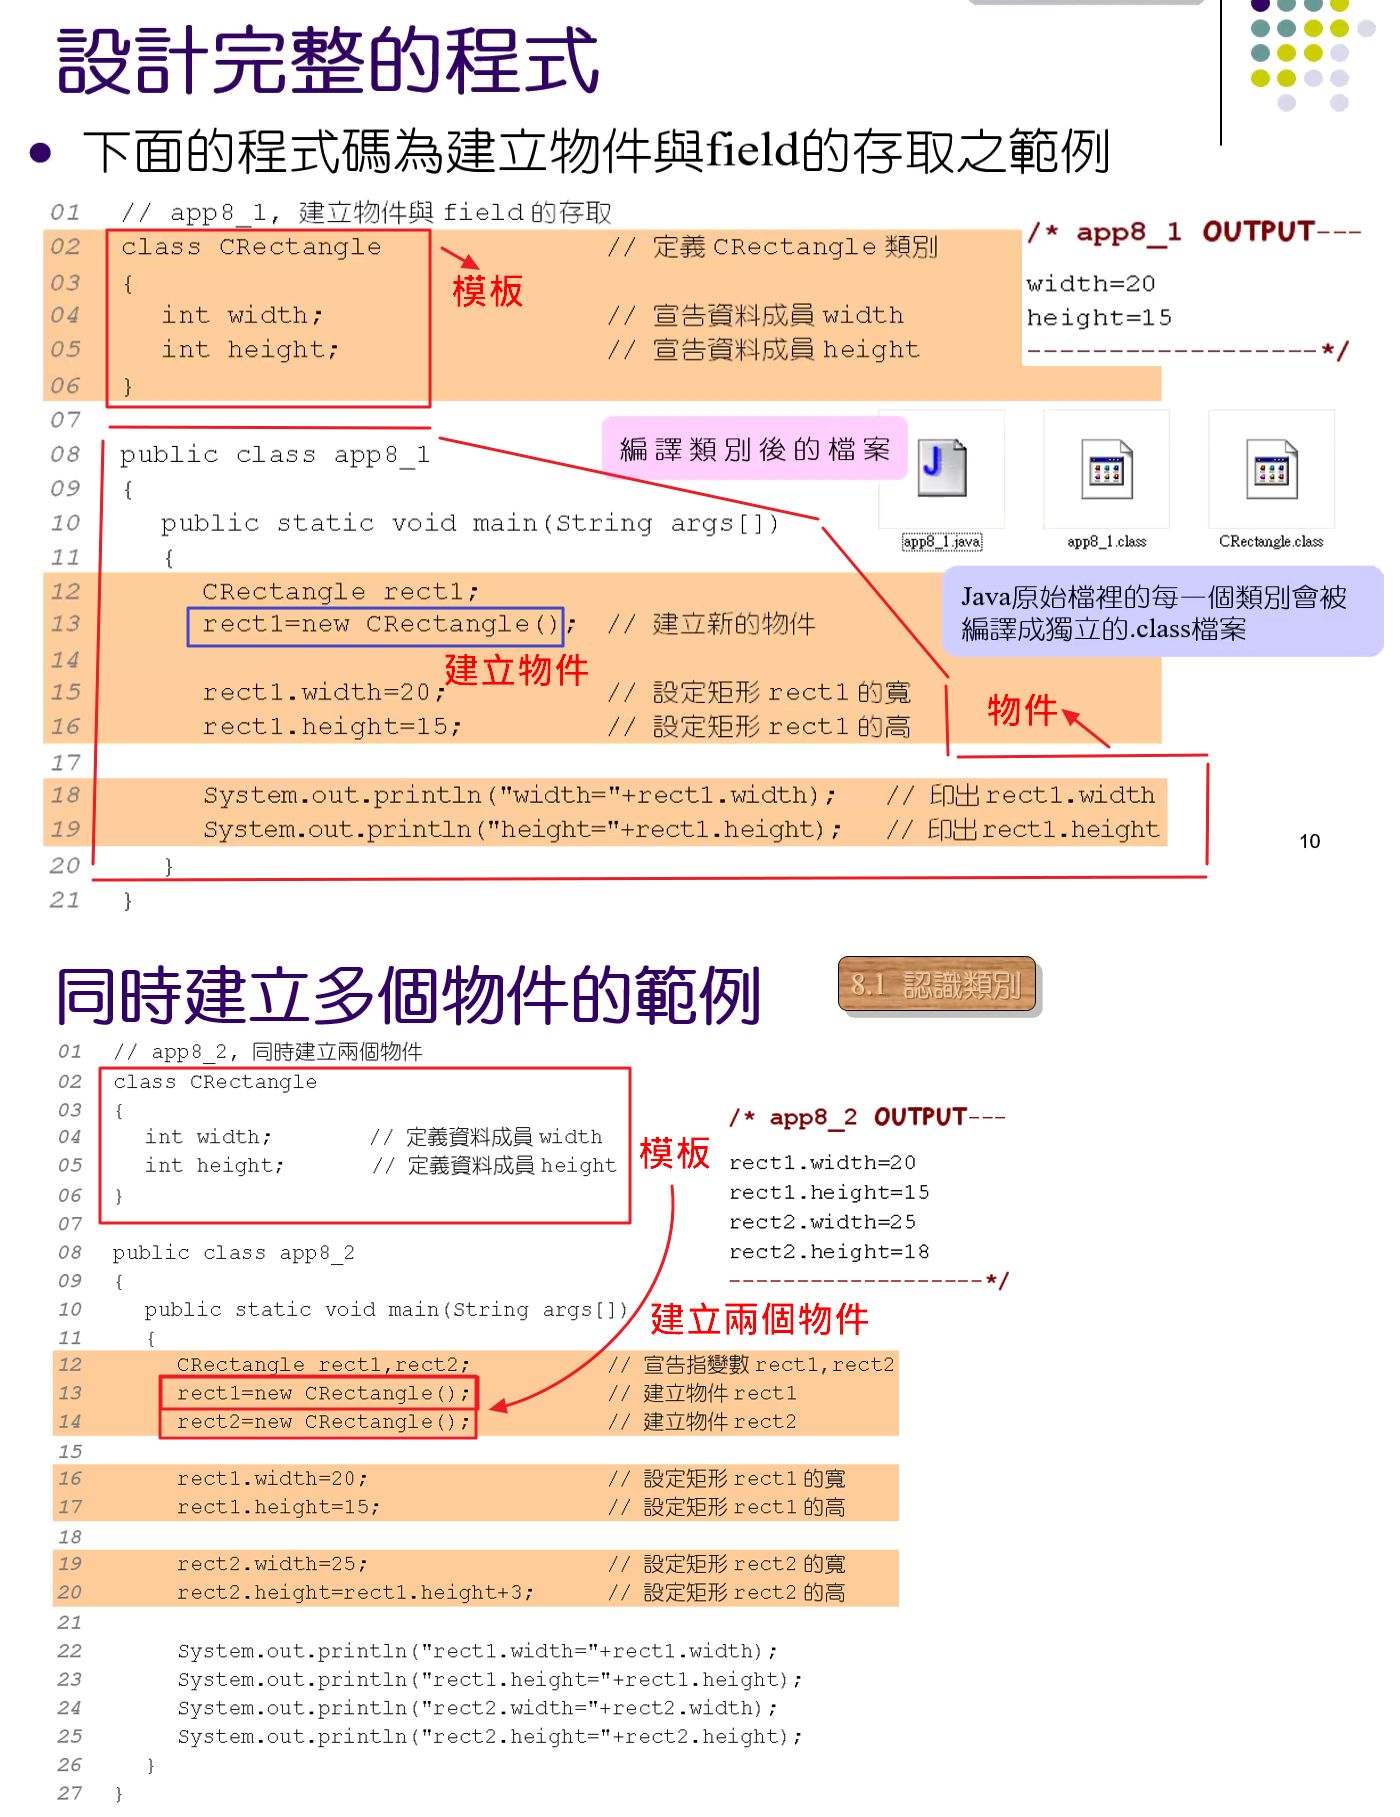 設計完整的程式
● 下面的程式碼為建立物件與field的存取之範例
01 // app8_1, 建立物件與 field 的存取
02 class CRectangle // 定義 CRectangle 類別
03 {
04 int width; // 宣告資料成員 width
05 int height; // 宣告資料成員 height
06 }
模板
/* app8_1 OUTPUT---
width=20
height=15
------------------*/
07
08 public class app8_1
09 {
10 public static void main(String args[])
11 {
12 CRectangle rect1;
13 rect1=new CRectangle(); // 建立新的物件
14
15 rect1.width=20; // 設定矩形 rect1 的寬
16 rect1.height=15; // 設定矩形 rect1 的高
17
18 System.out.println("width="+rect1.width); // 印出 rect1.width
19 System.out.println("height="+rect1.height); // 印出 rect1.height
20 }
21 }
編譯類別後的檔案
app8_1.java
app8_1.class
CRectangle.class
Java原始檔裡的每一個類別會被
編譯成獨立的.class檔案
建立物件
物件
10
同時建立多個物件的範例
8.1 認識類別
01 // app8_2, 同時建立兩個物件
02 class CRectangle
03 {
04 int width; // 定義資料成員 width
05 int height; // 定義資料成員 height
06 }
07
模板
/* app8_2 OUTPUT---
rect1.width=20
rect1.height=15
rect2.width=25
rect2.height=18
-------------------*/
08 public class app8_2
09 {
10 public static void main(String args[])
11 {
建立兩個物件
12 CRectangle rect1,rect2; // 宣告指變數 rect1,rect2
13 rect1=new CRectangle(); // 建立物件 rect1
14 rect2=new CRectangle(); // 建立物件 rect2
15
16 rect1.width=20; // 設定矩形 rect1 的寬
17 rect1.height=15; // 設定矩形 rect1 的高
18
19 rect2.width=25; // 設定矩形 rect2 的寬
20 rect2.height=rect1.height+3; // 設定矩形 rect2 的高
21
22 System.out.println("rect1.width="+rect1.width);
23 System.out.println("rect1.height="+rect1.height);
24 System.out.println("rect2.width="+rect2.width);
25 System.out.println("rect2.height="+rect2.height);
26 }
27 }